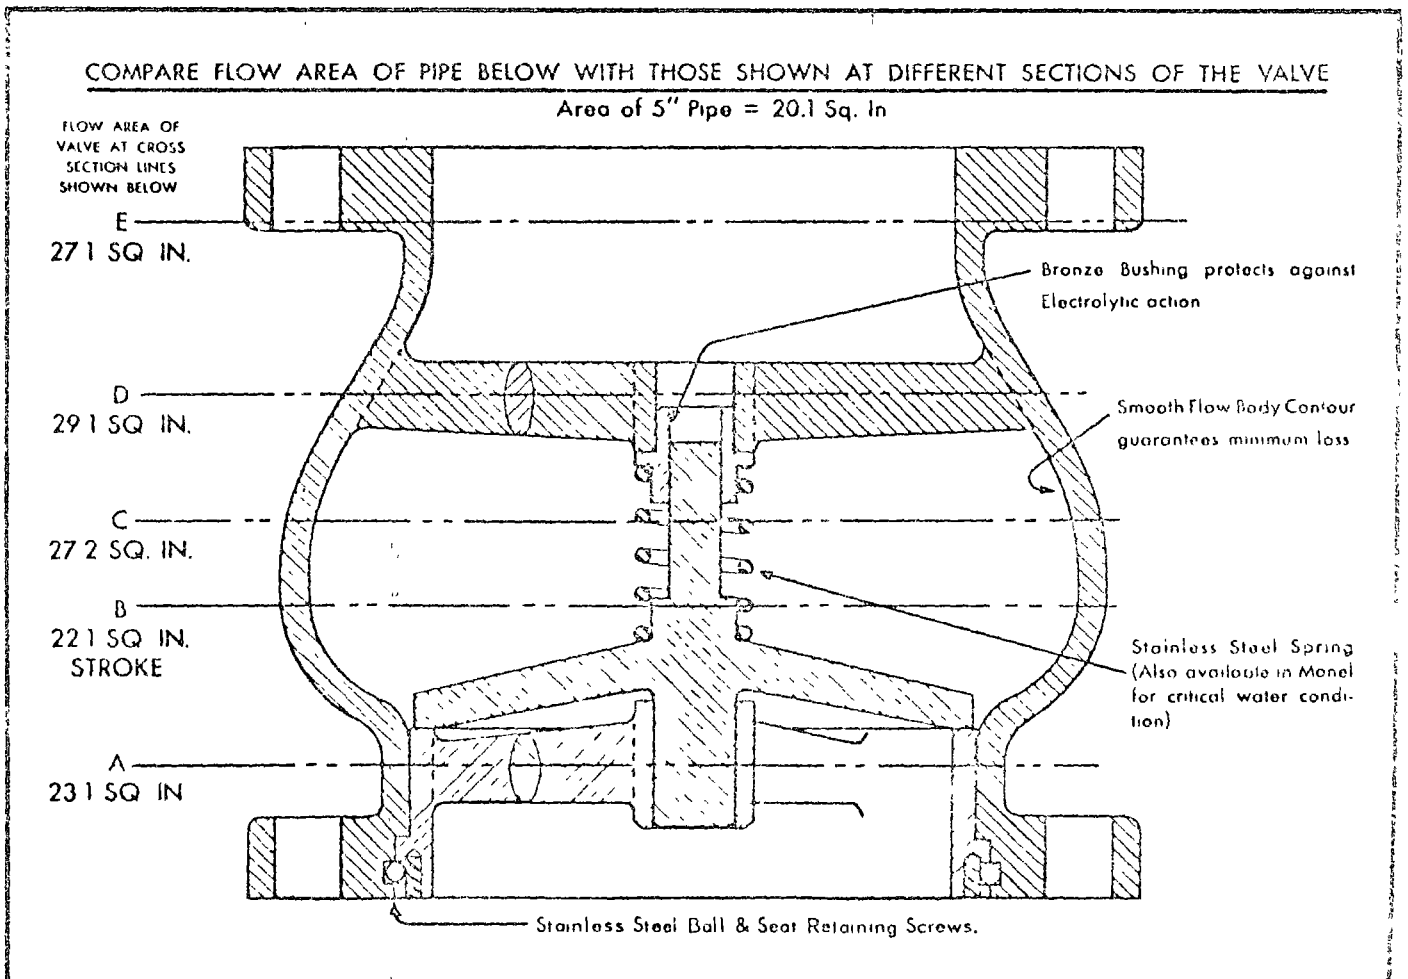 COMPARE FLOW AREA OF PIPE BELOW WITH THOSE SHOWN AT DIFFERENT SECTIONS OF THE VALVE
Area of 5" Pipe = 20.1 Sq. In
FLOW AREA OF
VALVE AT CROSS
SECTION LINES
SHOWN BELOW
E
27 1 SQ IN.
Bronze Bushing protects against
Electrolytic action
D
29 1 SQ IN.
Smooth Flow Body Contour
guarantees minimum loss
C
27 2 SQ. IN.
B
22 1 SQ IN.
STROKE
Stainless Steel Spring
(Also available in Monel
for critical water condi-
tion)
A
23 1 SQ IN
Stainless Steel Ball & Seat Retaining Screws.